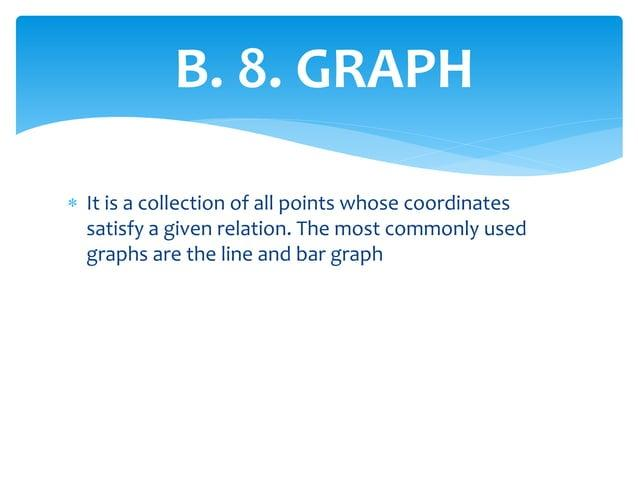 B. 8. GRAPH
It is a collection of all points whose coordinates
satisfy a given relation. The most commonly used
graphs are the line and bar graph